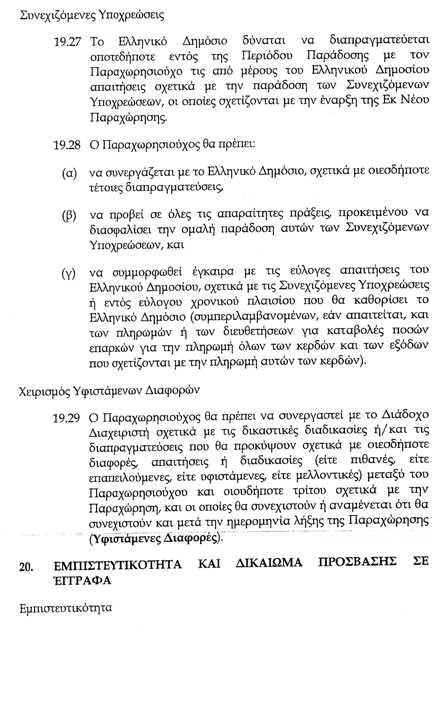 Συνεχιζόμενες Υποχρεώσεις
19.27 Το Ελληνικό Δημόσιο δύναται να διαπραγματεύεται
οποτεδήποτε εντός της Περιόδου Παράδοσης με τον
Παραχωρησιούχο τις από μέρους του Ελληνικού Δημοσίου
απαιτήσεις σχετικά με την παράδοση των Συνεχιζόμενων
Υποχρεώσεων, οι οποίες σχετίζονται με την έναρξη της Εκ Νέου
Παραχώρησης.
19.28 Ο Παραχωρησιούχος θα πρέπει:
(α) να συνεργάζεται με το Ελληνικό Δημόσιο, σχετικά με οιεσδήποτε
τέτοιες διαπραγματεύσεις,
(β) να προβεί σε όλες τις απαραίτητες πράξεις, προκειμένου να
διασφαλίσει την ομαλή παράδοση αυτών των Συνεχιζόμενων
Υποχρεώσεων, και
(γ) να συμμορφωθεί έγκαιρα με τις εύλογες απαιτήσεις του
Ελληνικού Δημοσίου, σχετικά με τις Συνεχιζόμενες Υποχρεώσεις
ή εντός εύλογου χρονικού πλαισίου που θα καθορίσει το
Ελληνικό Δημόσιο (συμπεριλαμβανομένων, εάν απαιτείται, και
των πληρωμών ή των διευθετήσεων για καταβολές ποσών
επαρκών για την πληρωμή όλων των κερδών και των εξόδων
που σχετίζονται με την πληρωμή αυτών των κερδών).
Χειρισμός Υφιστάμενων Διαφορών
19.29 Ο Παραχωρησιούχος θα πρέπει να συνεργαστεί με το Διάδοχο
Διαχειριστή σχετικά με τις δικαστικές διαδικασίες ή/και τις
διαπραγματεύσεις που θα προκύψουν σχετικά με οιεσδήποτε
διαφορές, απαιτήσεις ή διαδικασίες (είτε πιθανές, είτε
επαπειλούμενες, είτε υφιστάμενες, είτε μελλοντικές) μεταξύ του
Παραχωρησιούχου και οιουδήποτε τρίτου σχετικά με την
Παραχώρηση, και οι οποίες θα συνεχιστούν ή αναμένεται ότι θα
συνεχιστούν και μετά την ημερομηνία λήξης της Παραχώρησης
(Υφιστάμενες Διαφορές).
20. ΕΜΠΙΣΤΕΥΤΙΚΟΤΗΤΑ ΚΑΙ ΔΙΚΑΙΩΜΑ ΠΡΟΣΒΑΣΗΣ ΣΕ
ΈΓΓΡΑΦΑ
Εμπιστευτικότητα